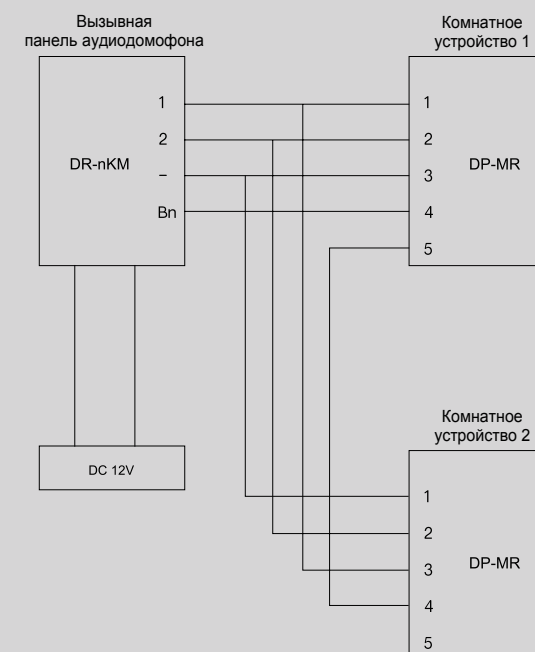 Вызывная
панель аудиодомофона
Комнатное
устройство 1
1
2
–
Bn
DR-nKM
1
2
3
4
5
DP-MR
DC 12V
Комнатное
устройство 2
1
2
3
4
5
DP-MR